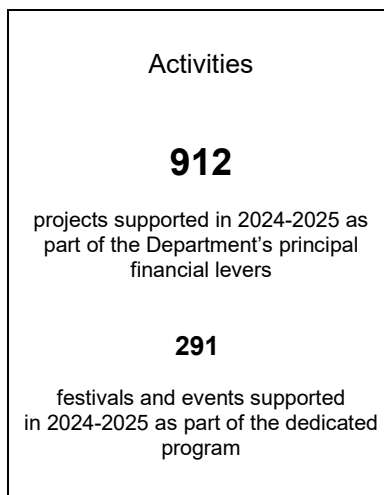 Activities
912
projects supported in 2024-2025 as
part of the Department’s principal
financial levers
291
festivals and events supported
in 2024-2025 as part of the dedicated
program